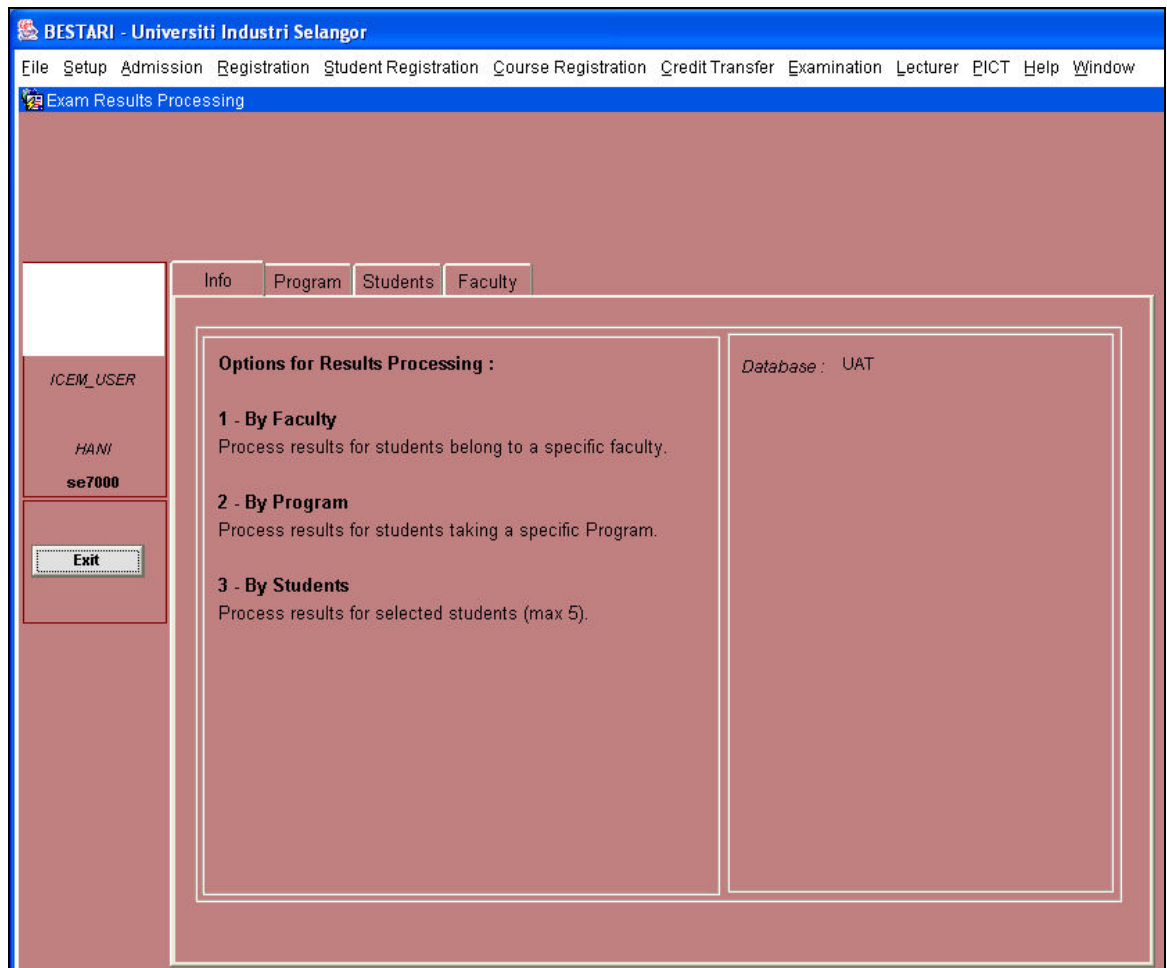 BESTARI - Universiti Industri Selangor
File Setup Admission Registration Student Registration Course Registration Credit Transfer Examination Lecturer PICT Help Window
Exam Results Processing
Info Program Students Faculty
ICEM_USER
HANI
se7000
Exit
Options for Results Processing :
1 - By Faculty
Process results for students belong to a specific faculty.
2 - By Program
Process results for students taking a specific Program.
3 - By Students
Process results for selected students (max 5).
Database : UAT